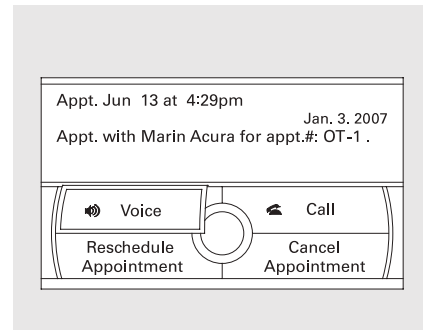 Appt. Jun 13 at 4:29pm
Jan. 3. 2007
Appt. with Marin Acura for appt.#: OT-1 .
Voice
Call
Reschedule
Appointment
Cancel
Appointment